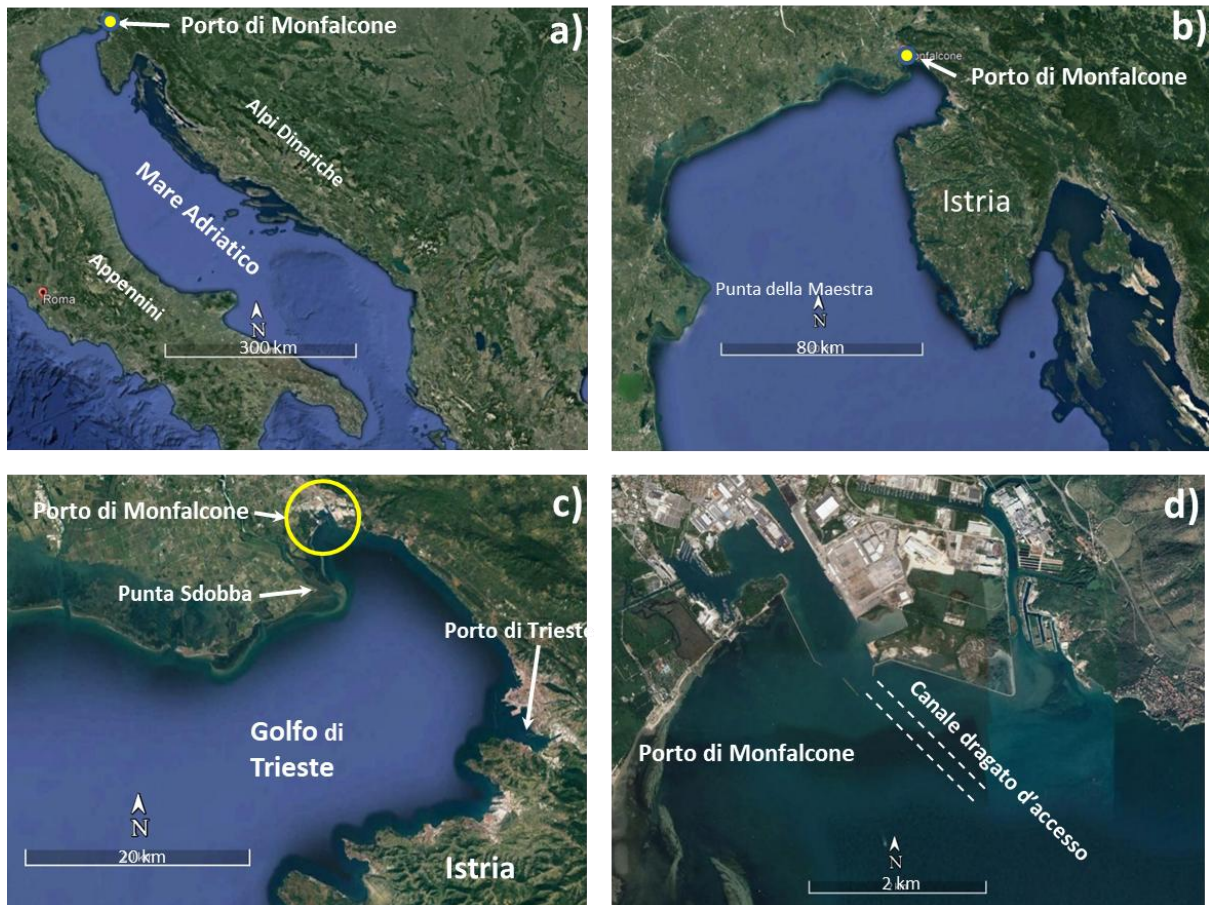 Porto di Monfalcone
a)
Alpi Dinariche
Mare Adriatico
Appennini
Roma
N
300 km
b)
Porto di Monfalcone
Istria
Punta della Maestra
N
80 km
c)
Porto di Monfalcone
Punta Sdobba
Porto di Trieste
Golfo di
Trieste
N
20 km
Istria
d)
Canale dragato d'accesso
Porto di Monfalcone
N
2 km